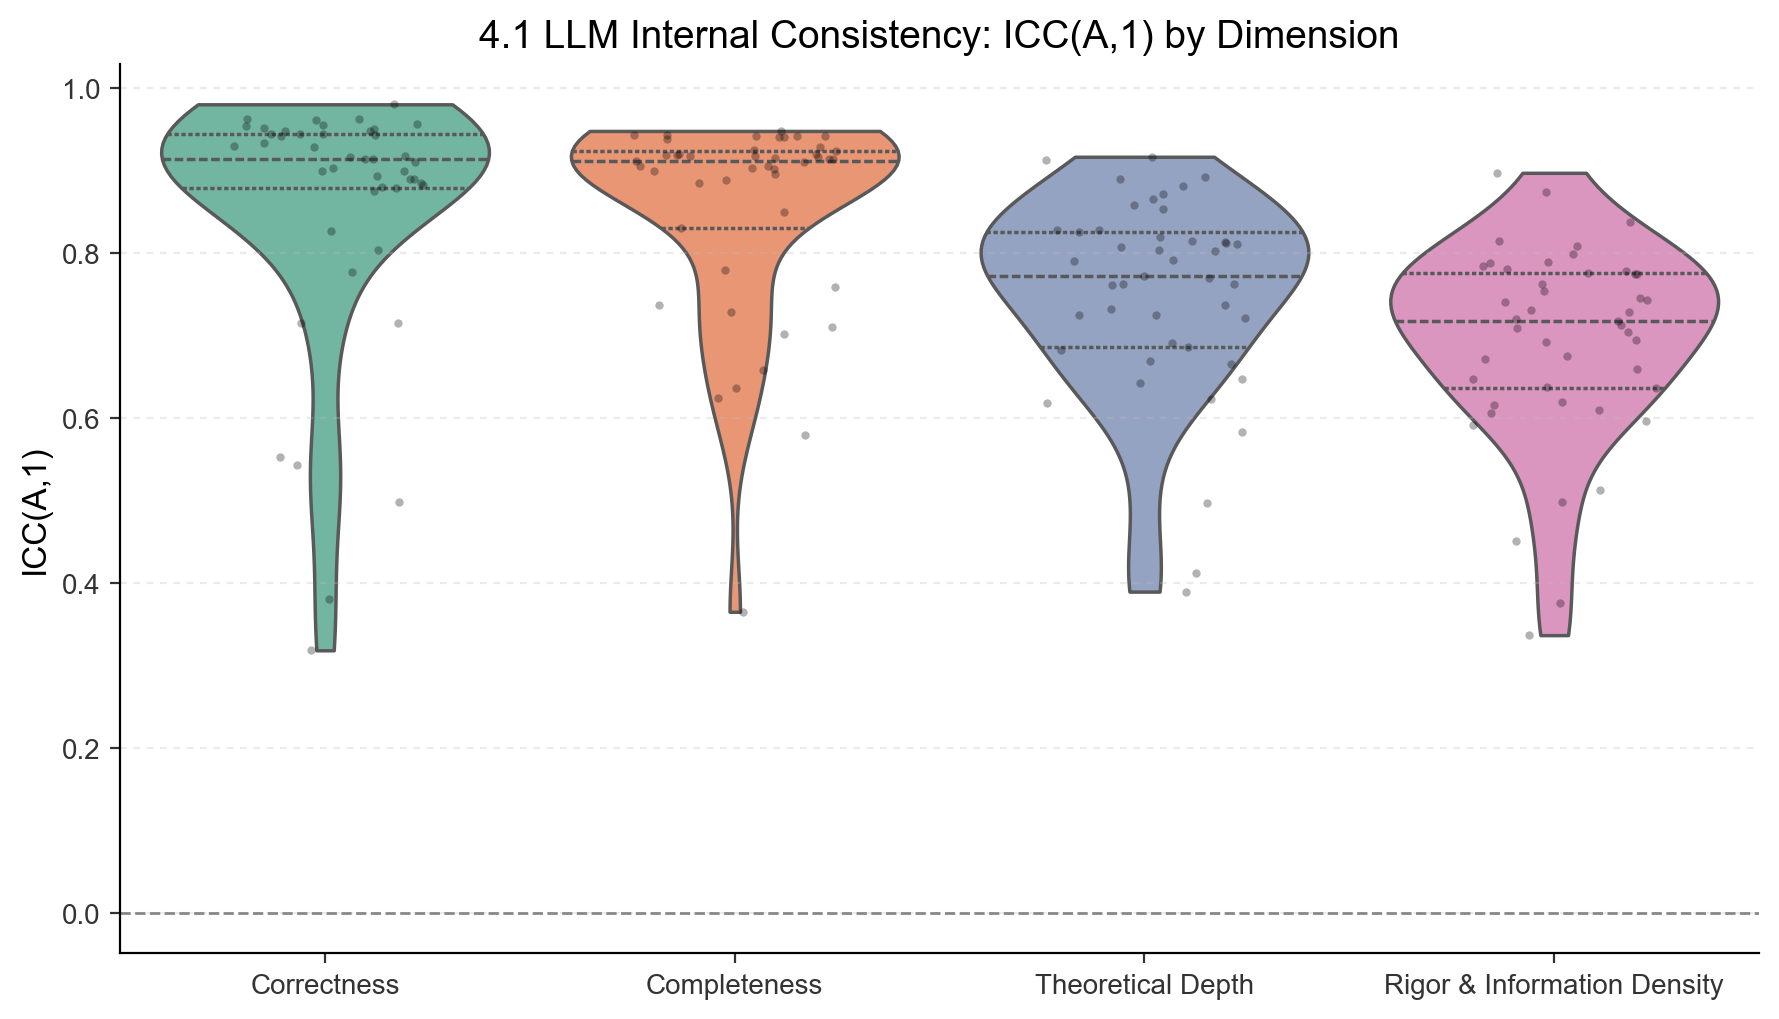 4.1 LLM Internal Consistency: ICC(A,1) by Dimension
ICC(A,1)
1.0
0.8
0.6
0.4
0.2
0.0
Correctness
Completeness
Theoretical Depth
Rigor & Information Density